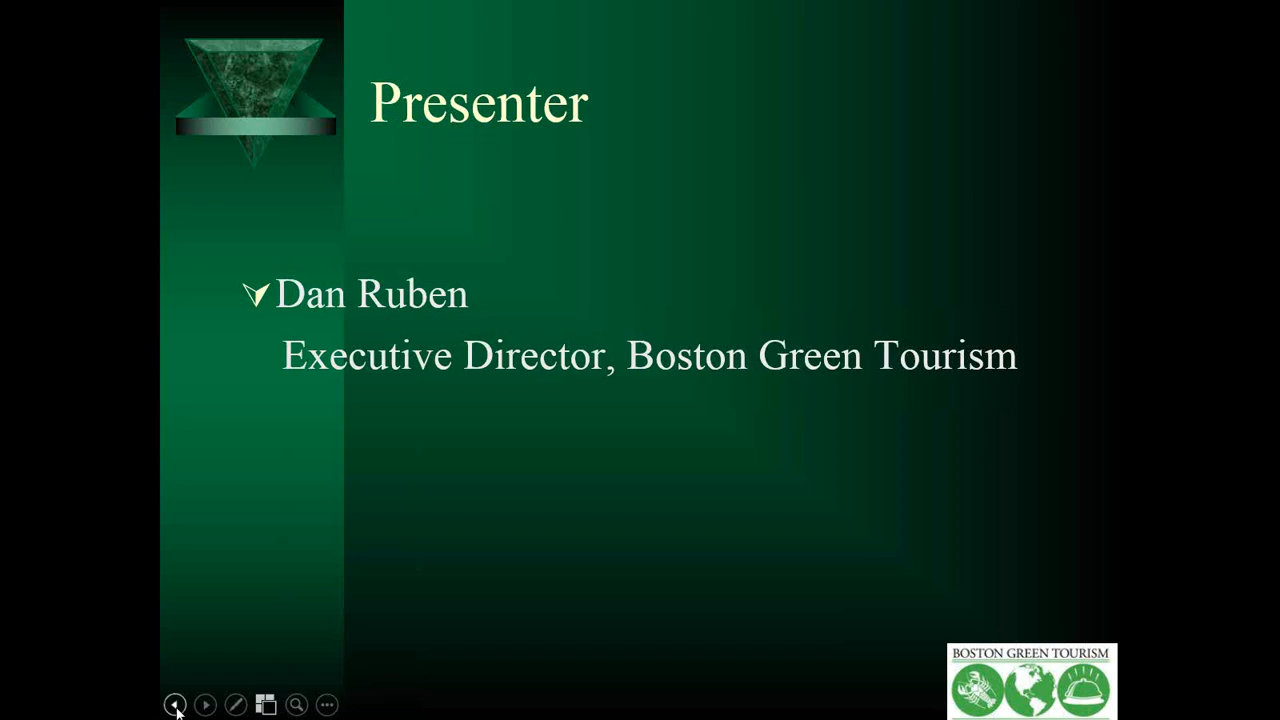 Presenter
Dan Ruben
Executive Director, Boston Green Tourism
BOSTON GREEN TOURISM